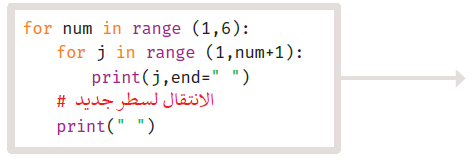 for num in range (1,6):
    for j in range (1,num+1):
        print(j,end=" ")
    # الانتقال لسطر جديد
    print(" ")